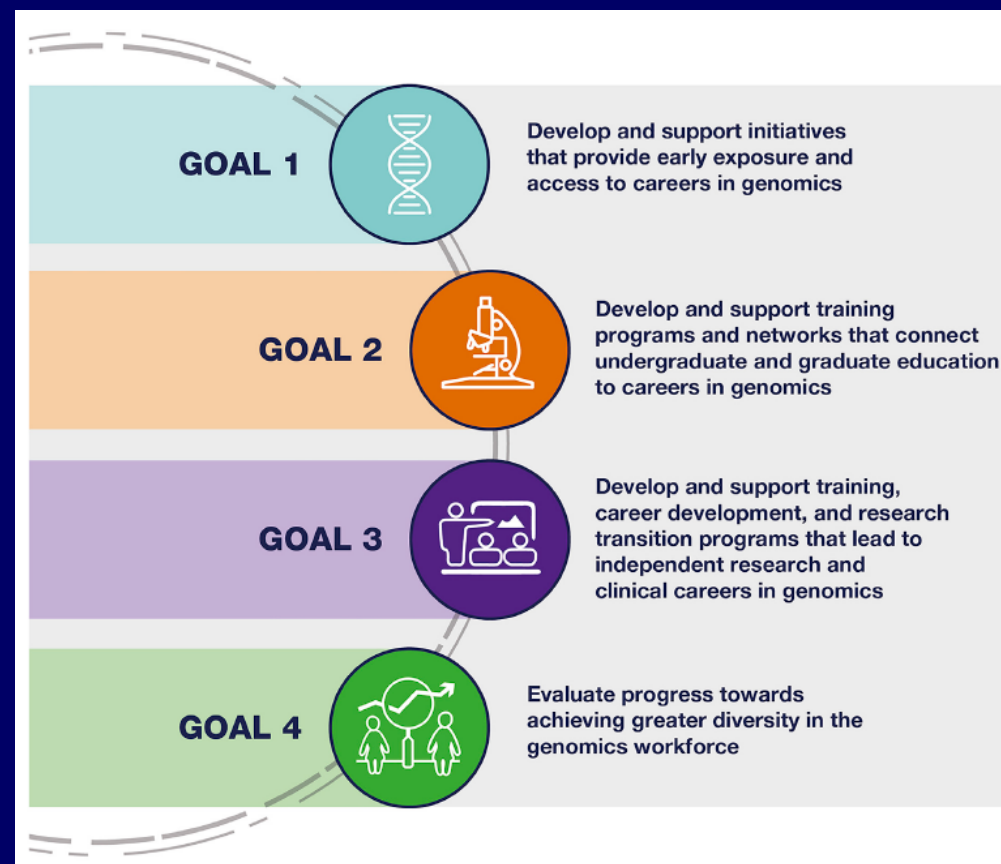 GOAL 1
Develop and support initiatives
that provide early exposure and
access to careers in genomics
GOAL 2
Develop and support training
programs and networks that connect
undergraduate and graduate education
to careers in genomics
GOAL 3
Develop and support training,
career development, and research
transition programs that lead to
independent research and
clinical careers in genomics
GOAL 4
Evaluate progress towards
achieving greater diversity in the
genomics workforce